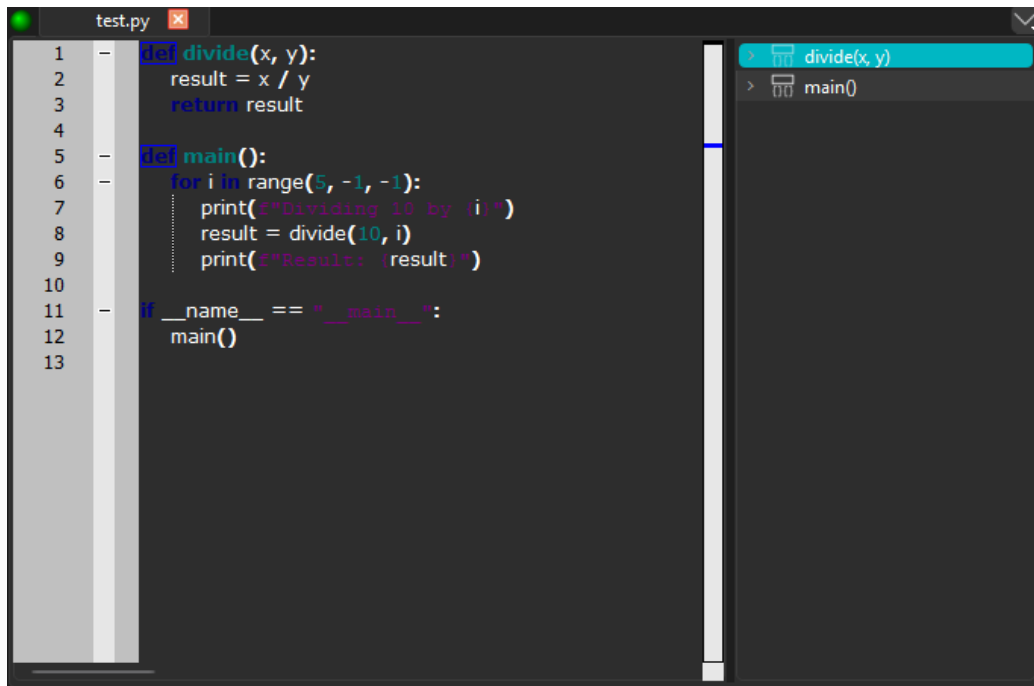 test.py
1 def divide(x, y):
2 result = x / y
3 return result
4
5 def main():
6 for i in range(5, -1, -1):
7 print(f"Dividing 10 by {i}")
8 result = divide(10, i)
9 print(f"Result: {result}")
10
11 if __name__ == "__main__":
12 main()
13
divide(x, y)
main()